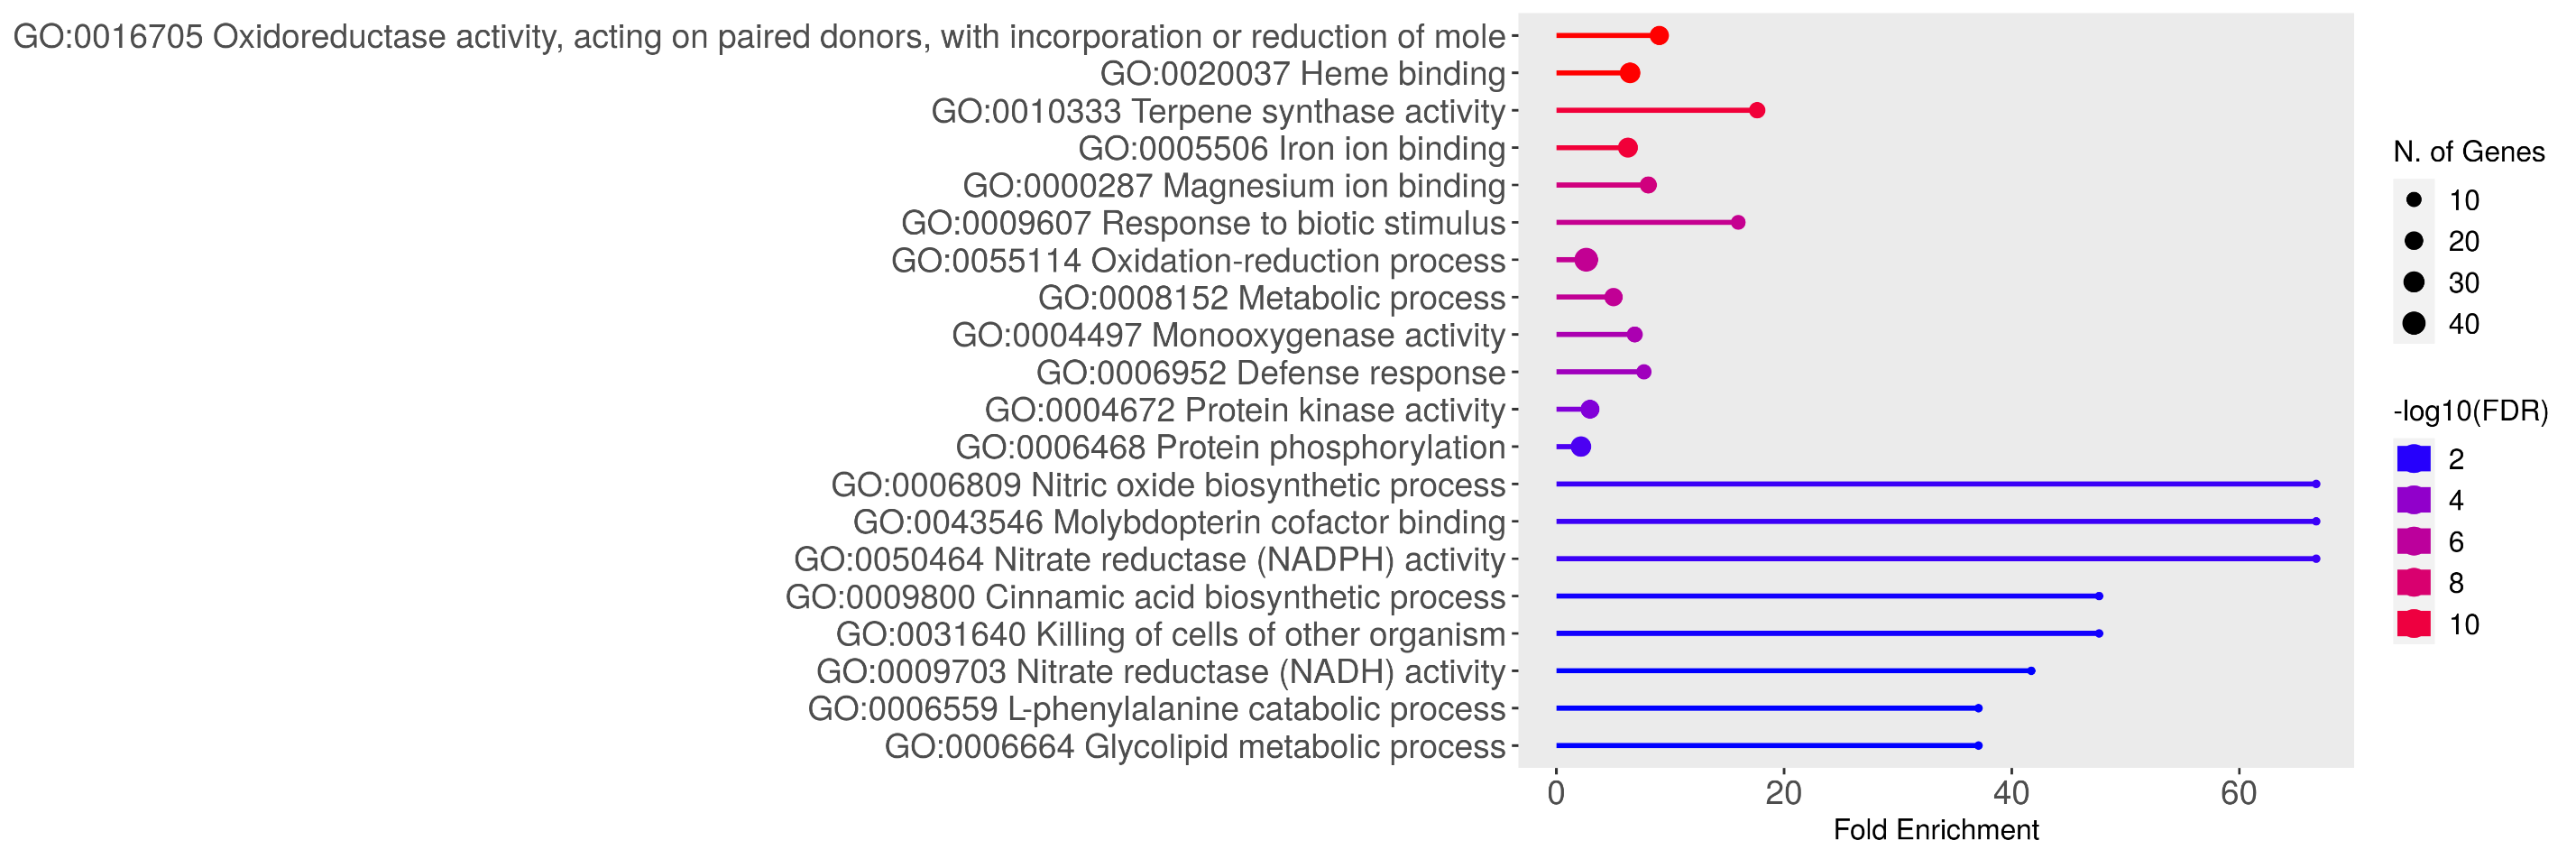 GO:0016705 Oxidoreductase activity, acting on paired donors, with incorporation or reduction of mole
GO:0020037 Heme binding
GO:0010333 Terpene synthase activity
GO:0005506 Iron ion binding
GO:0000287 Magnesium ion binding
GO:0009607 Response to biotic stimulus
GO:0055114 Oxidation-reduction process
GO:0008152 Metabolic process
GO:0004497 Monooxygenase activity
GO:0006952 Defense response
GO:0004672 Protein kinase activity
GO:0006468 Protein phosphorylation
GO:0006809 Nitric oxide biosynthetic process
GO:0043546 Molybdopterin cofactor binding
GO:0050464 Nitrate reductase (NADPH) activity
GO:0009800 Cinnamic acid biosynthetic process
GO:0031640 Killing of cells of other organism
GO:0009703 Nitrate reductase (NADH) activity
GO:0006559 L-phenylalanine catabolic process
GO:0006664 Glycolipid metabolic process
0 20 40 60
Fold Enrichment
N. of Genes
10
20
30
40
-log10(FDR)
2
4
6
8
10